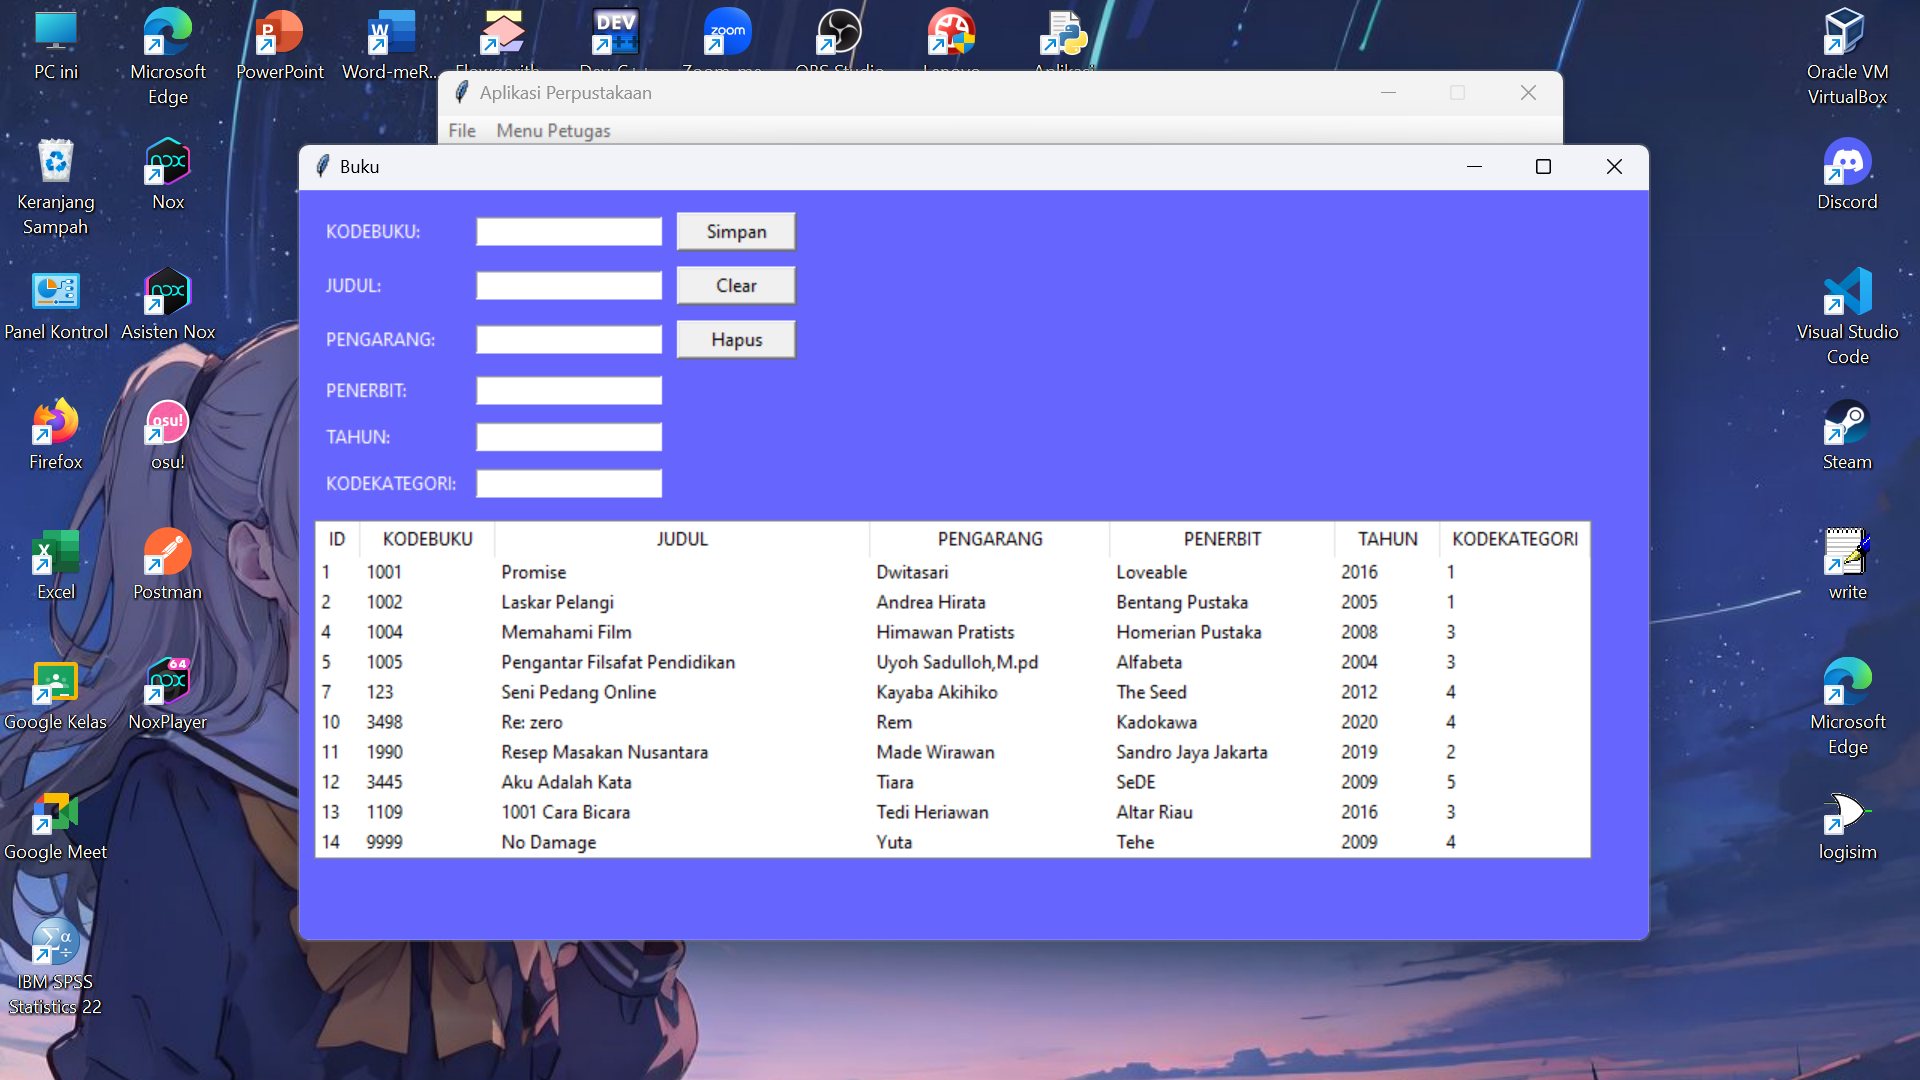 PC ini
Microsoft Edge
PowerPoint
Word-meR...
DEV
zoom
Aplikasi Perpustakaan
File Menu Petugas
Buku
KODEBUKU: Simpan
JUDUL: Clear
PENGARANG: Hapus
PENERBIT:
TAHUN:
KODEKATEGORI:
ID KODEBUKU JUDUL PENGARANG PENERBIT TAHUN KODEKATEGORI
1 1001 Promise Dwitasari Loveable 2016 1
2 1002 Laskar Pelangi Andrea Hirata Bentang Pustaka 2005 1
4 1004 Memahami Film Himawan Pratists Homerian Pustaka 2008 3
5 1005 Pengantar Filsafat Pendidikan Uyoh Sadulloh,M.pd Alfabeta 2004 3
7 123 Seni Pedang Online Kayaba Akihiko The Seed 2012 4
10 3498 Re: zero Rem Kadokawa 2020 4
11 1990 Resep Masakan Nusantara Made Wirawan Sandro Jaya Jakarta 2019 2
12 3445 Aku Adalah Kata Tiara SeDE 2009 5
13 1109 1001 Cara Bicara Tedi Heriawan Altar Riau 2016 3
14 9999 No Damage Yuta Tehe 2009 4
Keranjang Sampah
nox
Nox
Panel Kontrol
nox
Asisten Nox
Firefox
osu!
osu!
Excel
Postman
Google Kelas
64
nox
NoxPlayer
Google Meet
IBM SPSS Statistics 22
Oracle VM VirtualBox
Discord
Visual Studio Code
Steam
write
Microsoft Edge
logisim